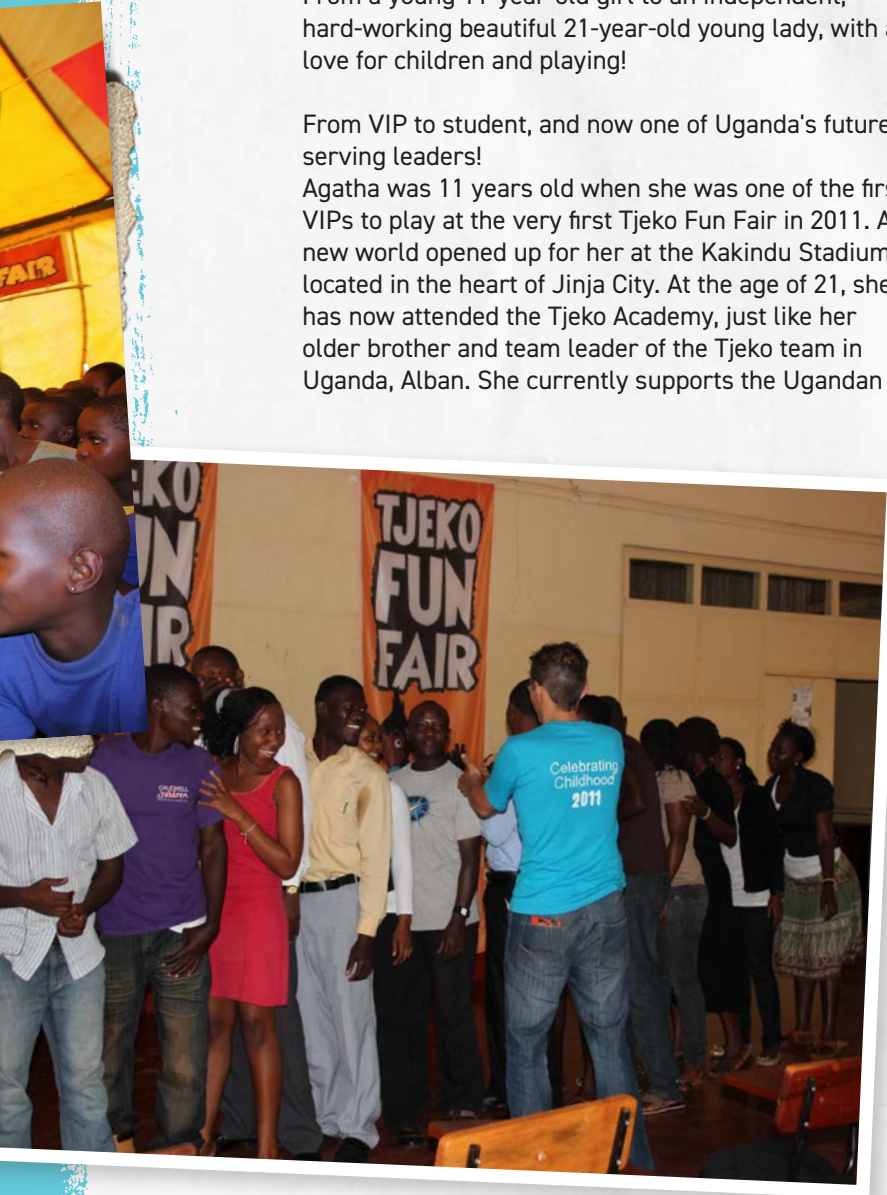 hard-working beautiful 21-year-old young lady, with a
love for children and playing!
From VIP to student, and now one of Uganda's future
serving leaders!
Agatha was 11 years old when she was one of the
VIPs to play at the very first Tjeko Fun Fair in 2011. A
new world opened up for her at the Kakindu Stadium
located in the heart of Jinja City. At the age of 21, she
has now attended the Tjeko Academy, just like her
older brother and team leader of the Tjeko team in
Uganda, Alban. She currently supports the Ugandan
FAIR
TJEKO
FUN
FAIR
Celebrating
Childhood
2011